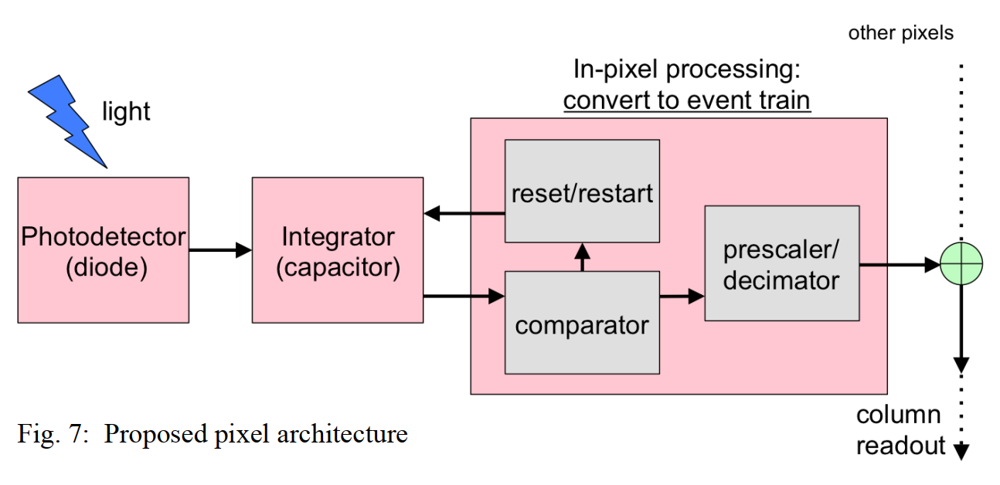 other pixels
In-pixel processing:
convert to event train
light
reset/restart
Photodetector
(diode)
Integrator
(capacitor)
prescaler/
decimator
comparator
column
readout
Fig. 7:  Proposed pixel architecture